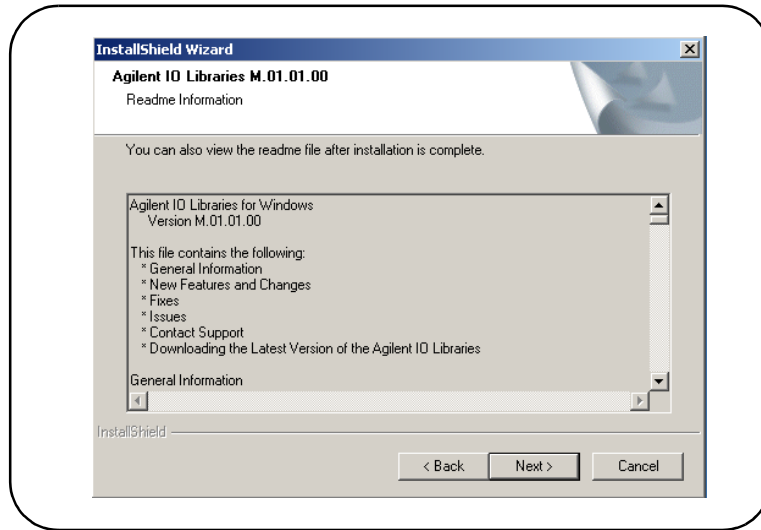 InstallShield Wizard
Agilent IO Libraries M.01.01.00
Readme Information
You can also view the readme file after installation is complete.
Agilent IO Libraries for Windows
Version M.01.01.00
This file contains the following:
* General Information
* New Features and Changes
* Fixes
* Issues
* Contact Support
* Downloading the Latest Version of the Agilent IO Libraries
General Information
InstallShield
< Back
Next >
Cancel